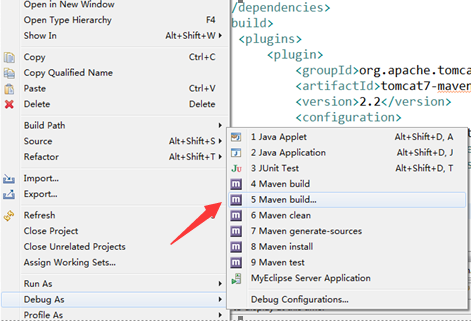 Open in New Window
Open Type Hierarchy F4
Show In Alt+Shift+W
Copy Ctrl+C
Copy Qualified Name
Paste Ctrl+V
Delete Delete
Build Path
Source Alt+Shift+S
Refactor Alt+Shift+T
Import...
Export...
Refresh
Close Project
Close Unrelated Projects
Assign Working Sets...
Run As
Debug As
Profile As
/dependencies>
build>
<plugins>
<plugin>
<groupId>org.apache.tomca
<artifactId>tomcat7-maven
<version>2.2</version>
<configuration>
1 Java Applet Alt+Shift+D, A
2 Java Application Alt+Shift+D, J
3 JUnit Test Alt+Shift+D, T
4 Maven build
5 Maven build...
6 Maven clean
7 Maven generate-sources
8 Maven install
9 Maven test
MyEclipse Server Application
Debug Configurations...